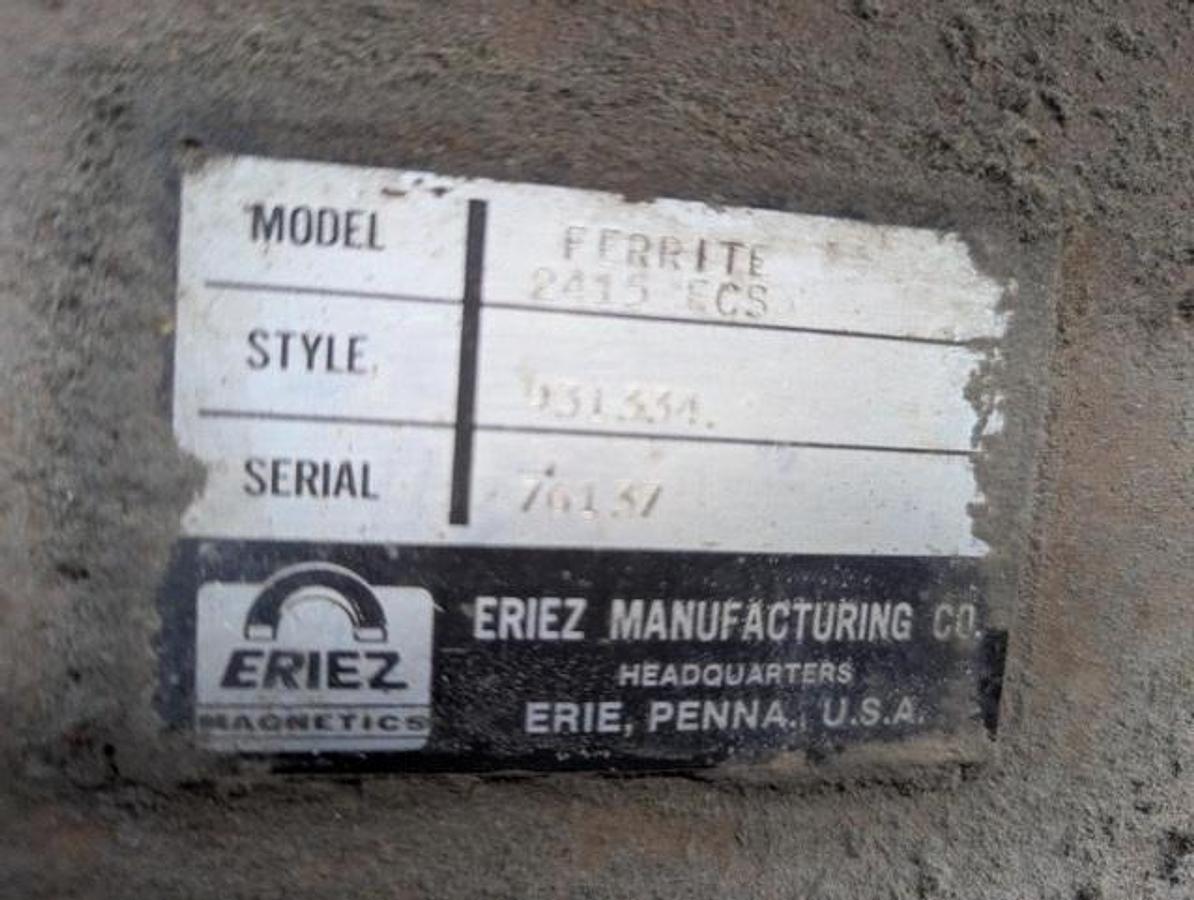 MODEL FERRITE
2415 ECS
STYLE 931334.
SERIAL 76137
ERIEZ MANUFACTURING CO.
HEADQUARTERS
ERIE, PENNA., U.S.A.
ERIEZ
MAGNETICS